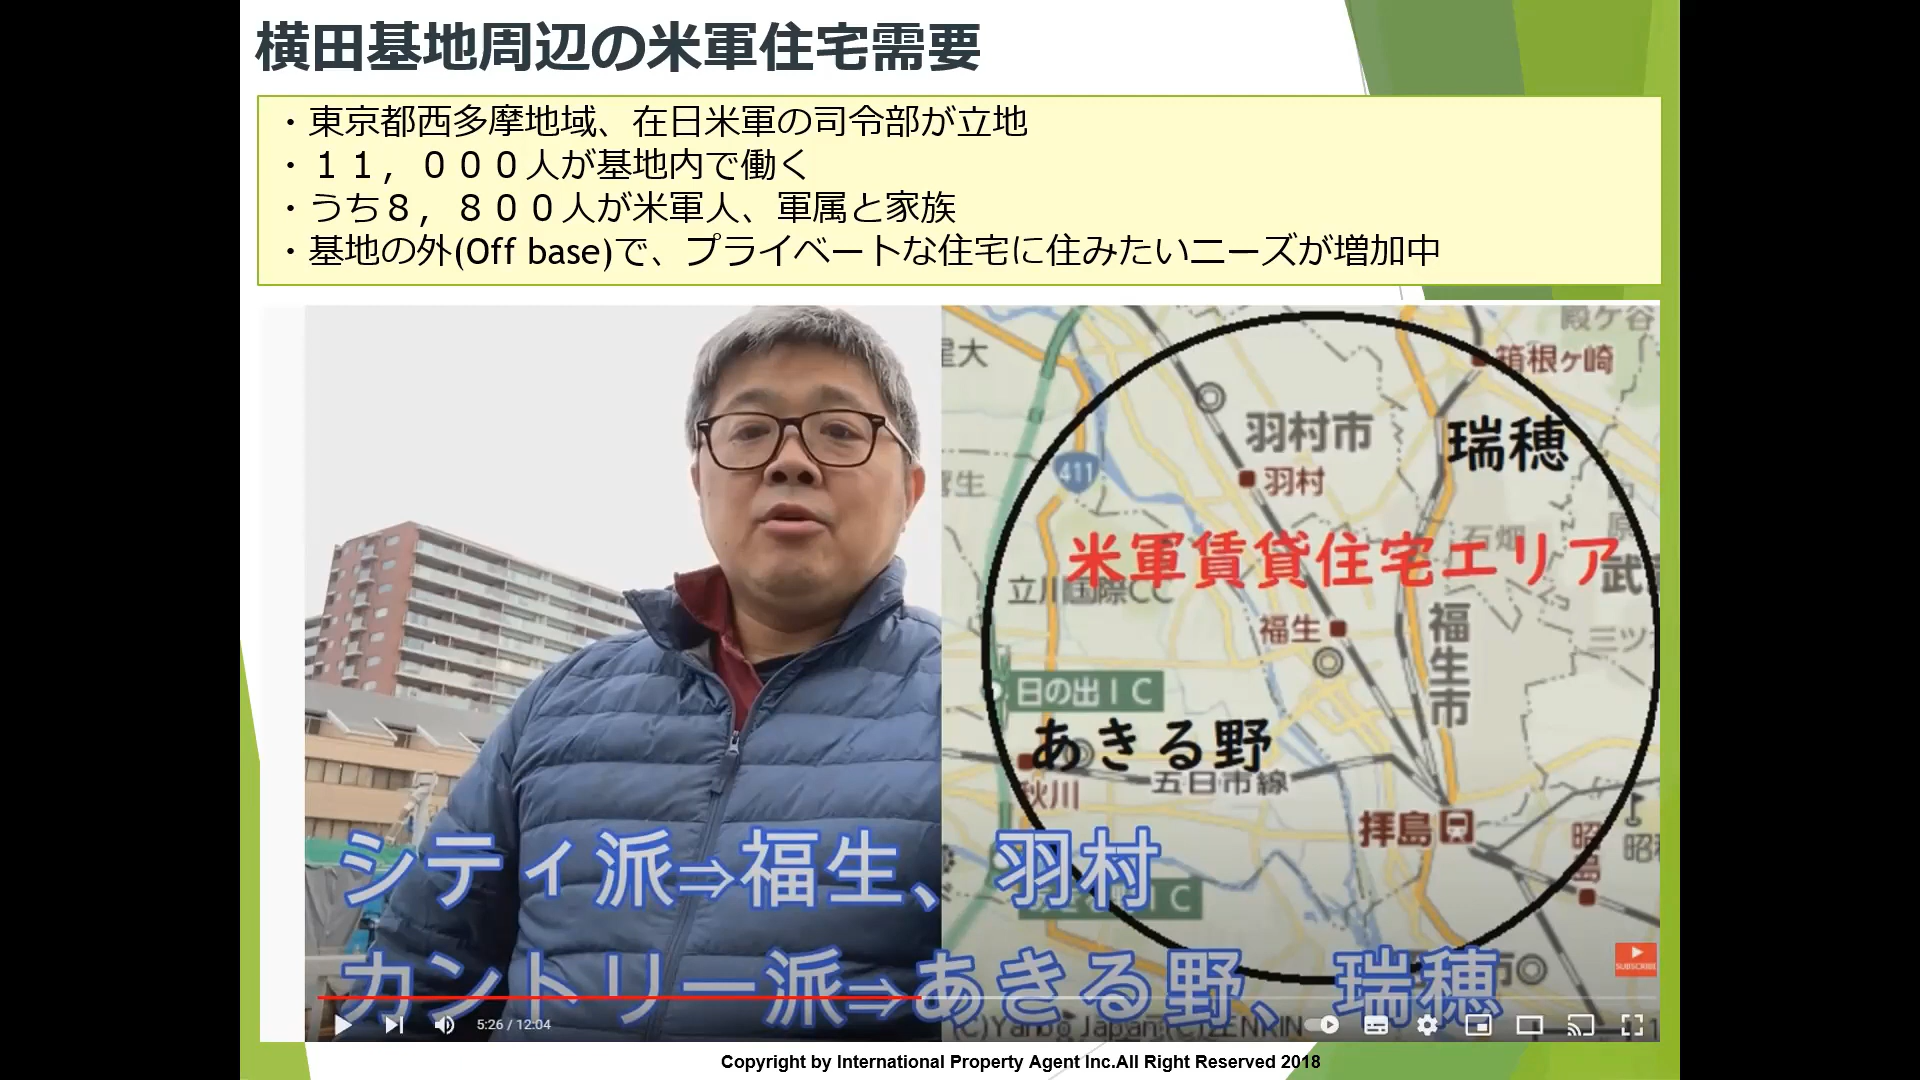 横田基地周辺の米軍住宅需要
・東京都西多摩地域、在日米軍の司令部が立地
・１１，０００人が基地内で働く
・うち８，８００人が米軍人、軍属と家族
・基地の外(Off base)で、プライベートな住宅に住みたいニーズが増加中
箱根ヶ崎
411
羽村市
瑞穂
羽村
米軍賃貸住宅エリア
石畑
立川国際CC
福生
福生市
日の出IC
あきる野
五日市線
秋川
拝島
シティ派⇒福生、羽村
カントリー派⇒あきる野、瑞穂
SUBSCRIBE
5:26 / 12:04
Copyright by International Property Agent Inc.All Right Reserved 2018